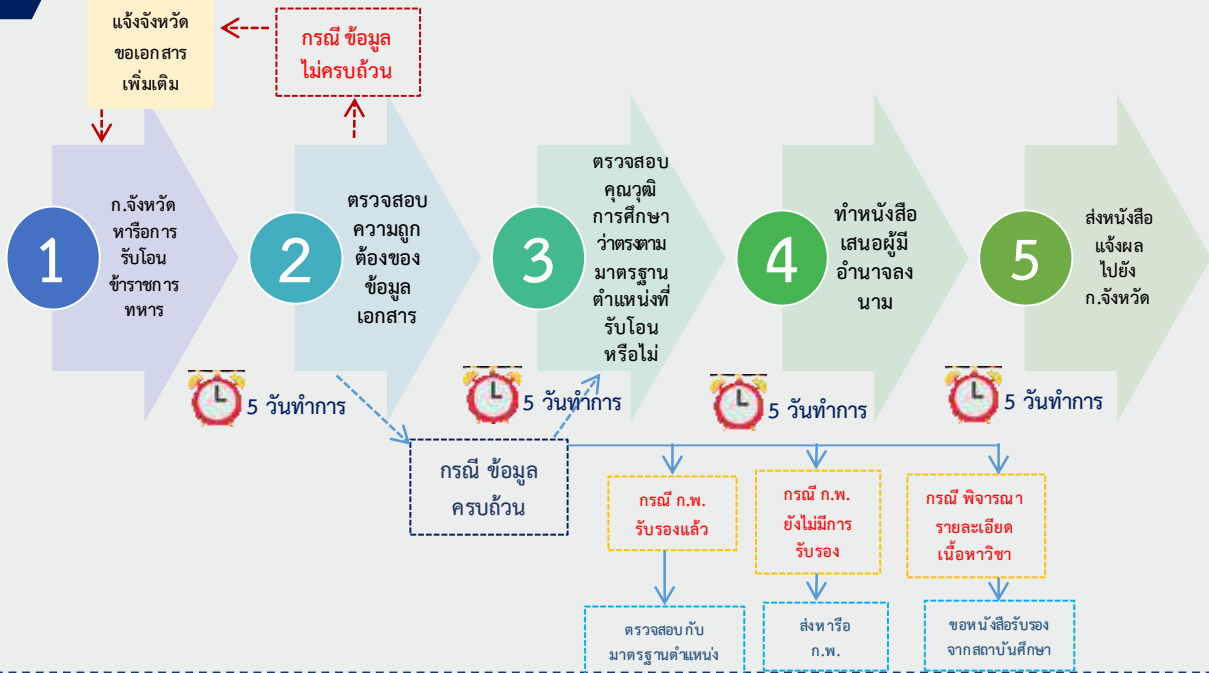 แจ้งจังหวัด
ขอเอกสาร
เพิ่มเติม
กรณี ข้อมูล
ไม่ครบถ้วน
1
ก.จังหวัด
หารือการ
รับโอน
ข้าราชการ
ทหาร
2
ตรวจสอบ
ความถูก
ต้องของ
ข้อมูล
เอกสาร
3
ตรวจสอบ
คุณวุฒิ
การศึกษา
ว่าตรงตาม
มาตรฐาน
ตำแหน่งที่
รับโอน
หรือไม่
4
ทำหนังสือ
เสนอผู้มี
อำนาจลง
นาม
5
ส่งหนังสือ
แจ้งผล
ไปยัง
ก.จังหวัด
5 วันทำการ
5 วันทำการ
5 วันทำการ
5 วันทำการ
กรณี ข้อมูล
ครบถ้วน
กรณี ก.พ.
รับรองแล้ว
กรณี ก.พ.
ยังไม่มีการ
รับรอง
กรณี พิจารณา
รายละเอียด
เนื้อหาวิชา
ตรวจสอบกับ
มาตรฐานตำแหน่ง
ส่งหารือ
ก.พ.
ขอหนังสือรับรอง
จากสถาบันศึกษา